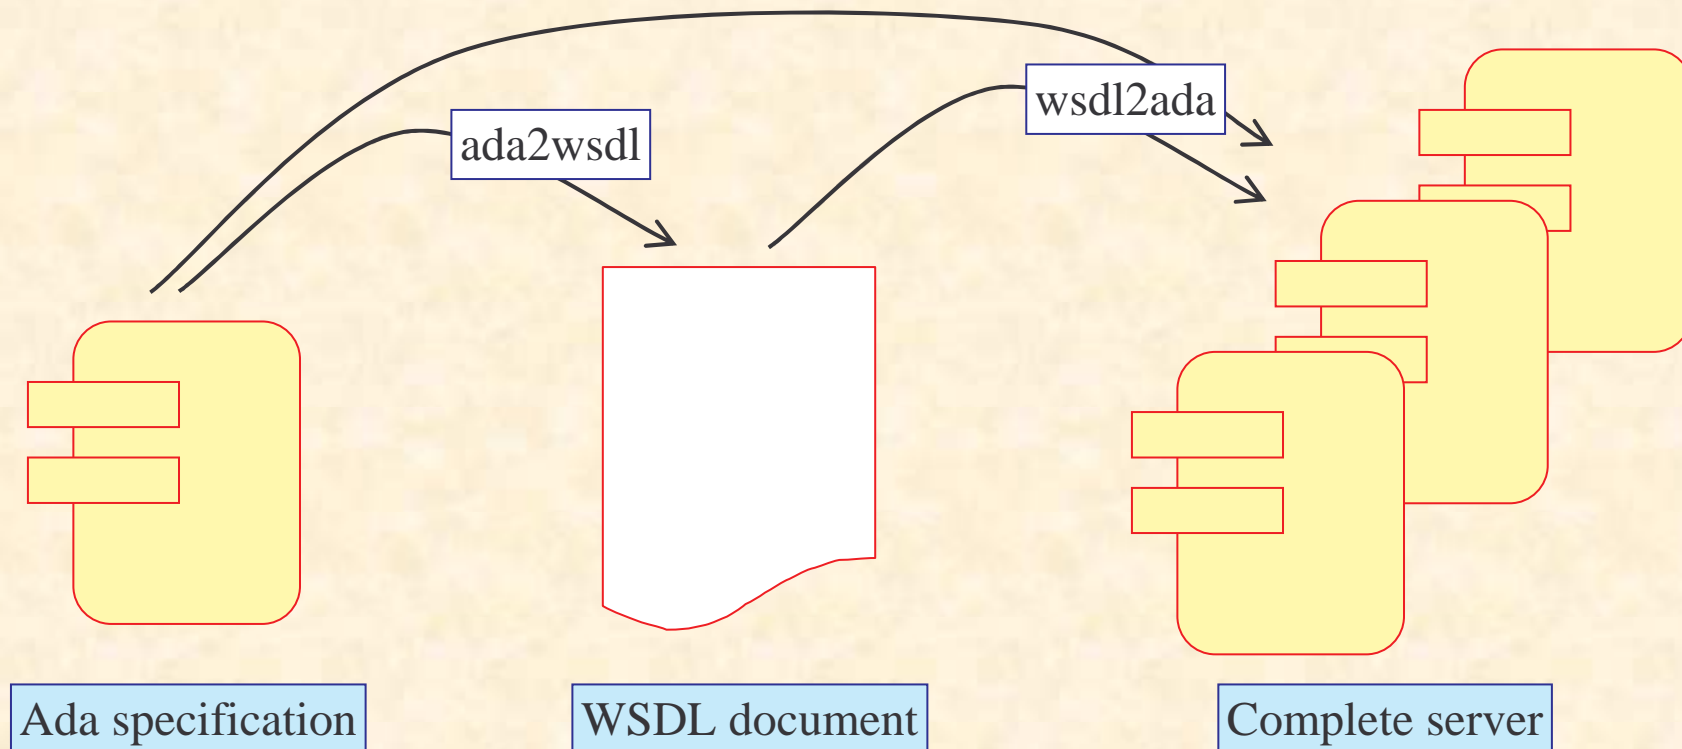 wsdl2ada
ada2wsdl
Ada specification
WSDL document
Complete server